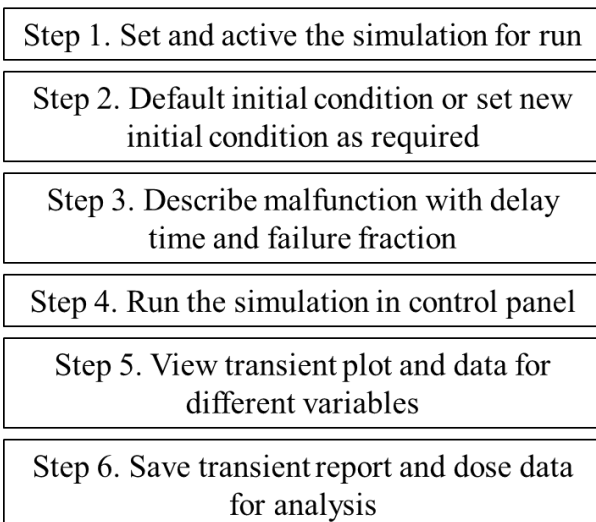 Step 1. Set and active the simulation for run
Step 2. Default initial condition or set new
initial condition as required
Step 3. Describe malfunction with delay
time and failure fraction
Step 4. Run the simulation in control panel
Step 5. View transient plot and data for
different variables
Step 6. Save transient report and dose data
for analysis